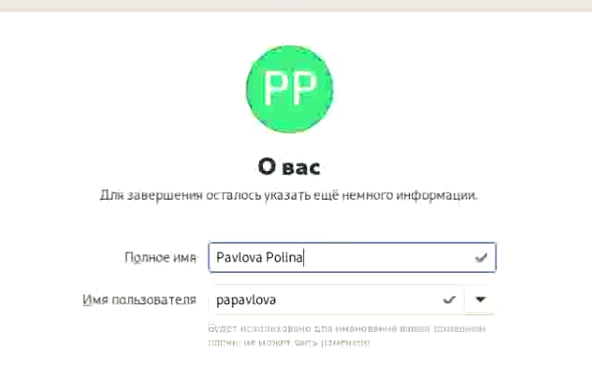 PP
О вас
Для завершения осталось указать ещё немного информации.
Полное имя
Pavlova Polina
Имя пользователя
papavlova
Будет использовано для именования вашей домашней
папки; не может быть изменено.